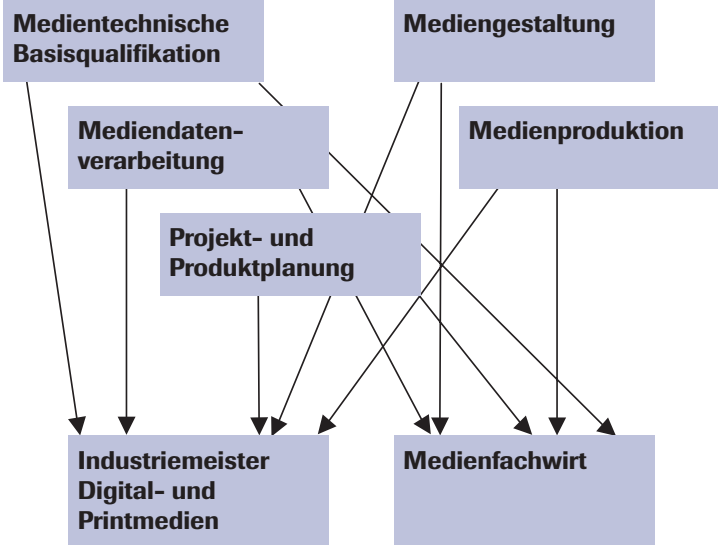 Medientechnische
Basisqualifikation
Mediengestaltung
Mediendaten-
verarbeitung
Medienproduktion
Projekt- und
Produktplanung
Industriemeister
Digital- und
Printmedien
Medienfachwirt